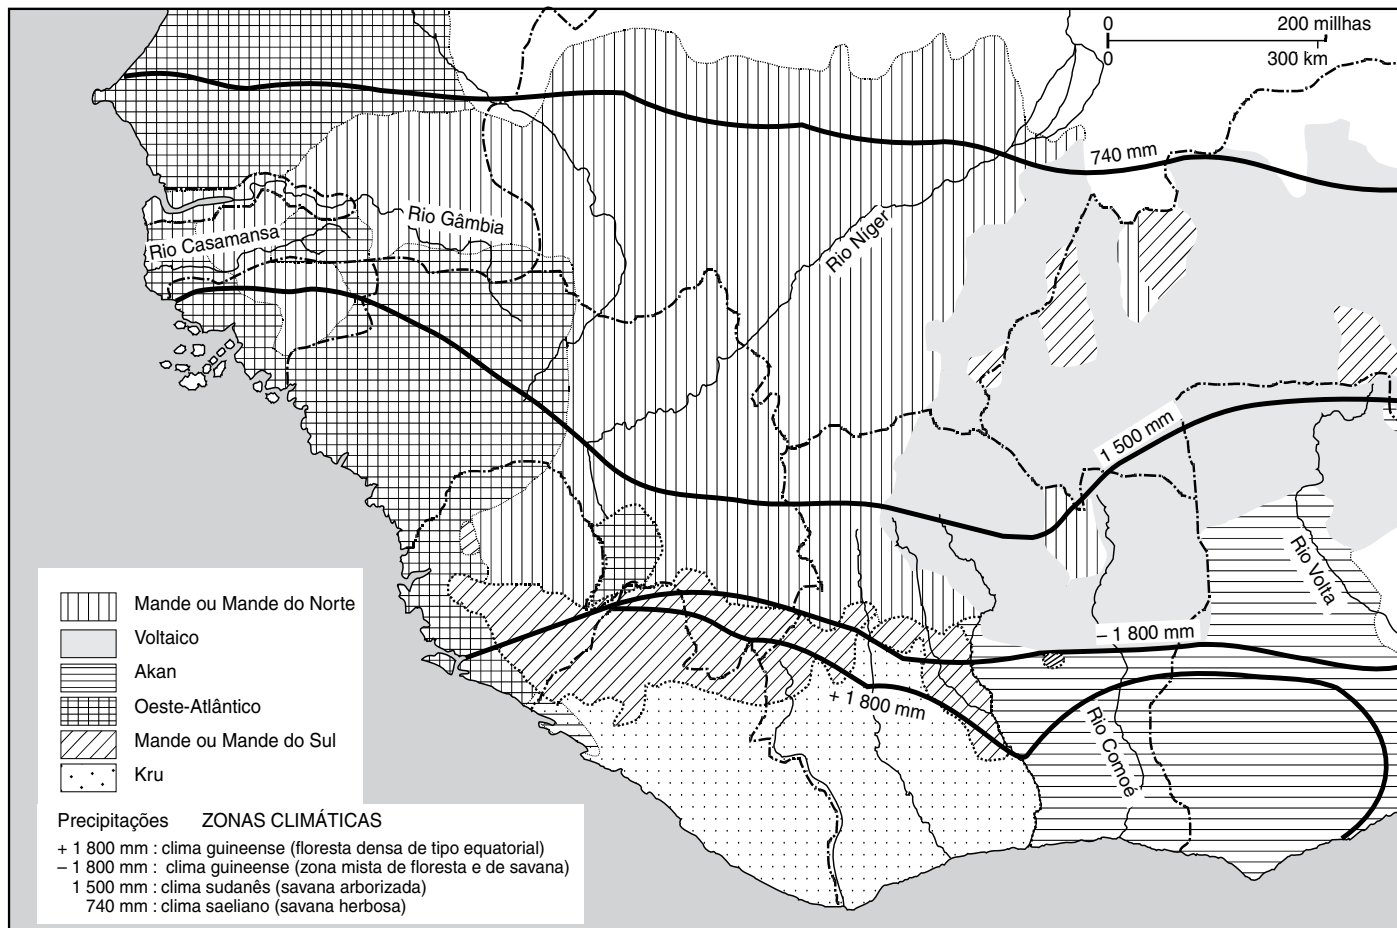 0 200 millhas
0 300 km
740 mm
Rio Gâmbia
Rio Casamansa
Rio Níger
1 500 mm
Rio Volta
– 1 800 mm
+ 1 800 mm
Rio Comoé
Mande ou Mande do Norte
Voltaico
Akan
Oeste-Atlântico
Mande ou Mande do Sul
Kru
Precipitações ZONAS CLIMÁTICAS
+ 1 800 mm : clima guineense (floresta densa de tipo equatorial)
– 1 800 mm : clima guineense (zona mista de floresta e de savana)
1 500 mm : clima sudanês (savana arborizada)
740 mm : clima saeliano (savana herbosa)